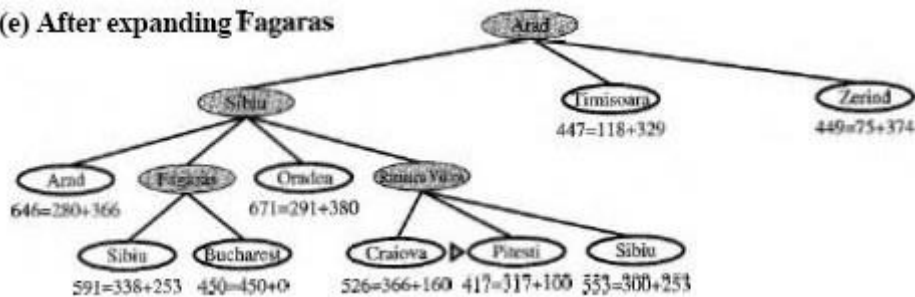 (e) After expanding Fagaras
Arad
Sibiu
Timisoara
Zerind
447=118+329
449=75+374
Arad
Fagaras
Oradea
Rimnicu Vilcea
646=280+366
671=291+380
Sibiu
Bucharest
Craiova
Pitesti
Sibiu
591=338+253
450=450+0
526=366+160
417=317+100
553=300+253